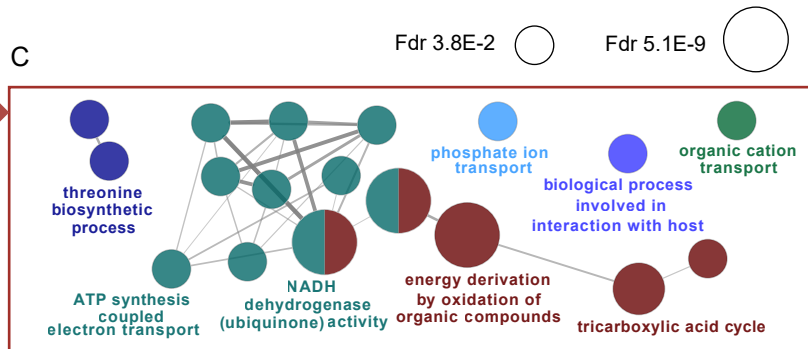 C
Fdr 3.8E-2
Fdr 5.1E-9
threonine
biosynthetic
process
ATP synthesis
coupled
electron transport
NADH
dehydrogenase
(ubiquinone) activity
phosphate ion
transport
energy derivation
by oxidation of
organic compounds
biological process
involved in
interaction with host
organic cation
transport
tricarboxylic acid cycle